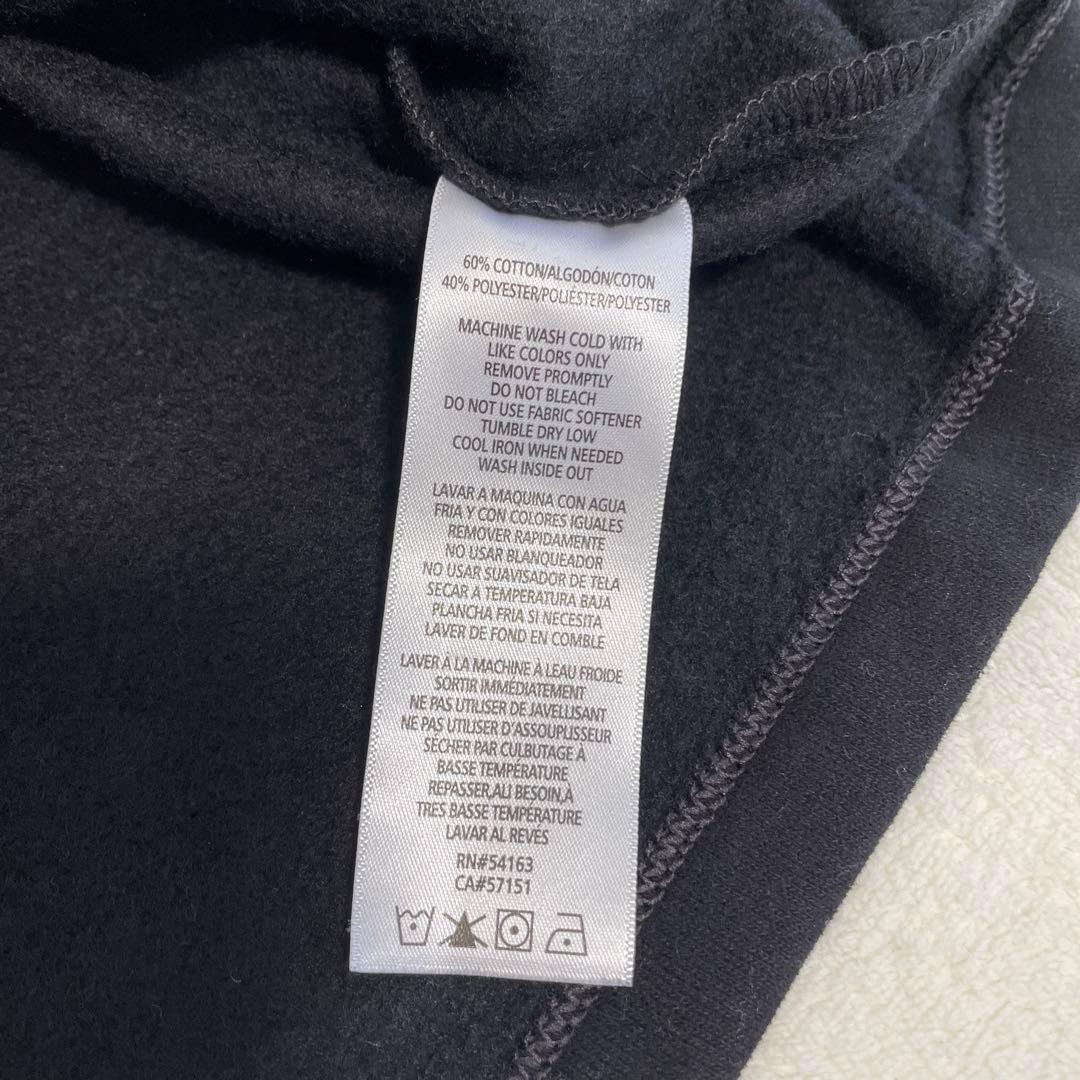 60% COTTON/ALGODÓN/COTON
40% POLYESTER/POLIÉSTER/POLYESTER
MACHINE WASH COLD WITH
LIKE COLORS ONLY
REMOVE PROMPTLY
DO NOT BLEACH
DO NOT USE FABRIC SOFTENER
TUMBLE DRY LOW
COOL IRON WHEN NEEDED
WASH INSIDE OUT
LAVAR A MAQUINA CON AGUA
FRIA Y CON COLORES IGUALES
REMOVER RAPIDAMENTE
NO USAR BLANQUEADOR
NO USAR SUAVISADOR DE TELA
SECAR A TEMPERATURA BAJA
PLANCHA FRIA SI NECESITA
LAVER DE FOND EN COMBLE
LAVER À LA MACHINE À LEAU FROIDE
SORTIR IMMÉDIATEMENT
NE PAS UTILISER DE JAVELLISANT
NE PAS UTILISER D'ASSOUPLISSEUR
SÉCHER PAR CULBUTAGE À
BASSE TEMPÉRATURE
REPASSER,AU BESOIN,À
TRES BASSE TEMPÉRATURE
LAVAR AL REVES
RN#54163
CA#57151